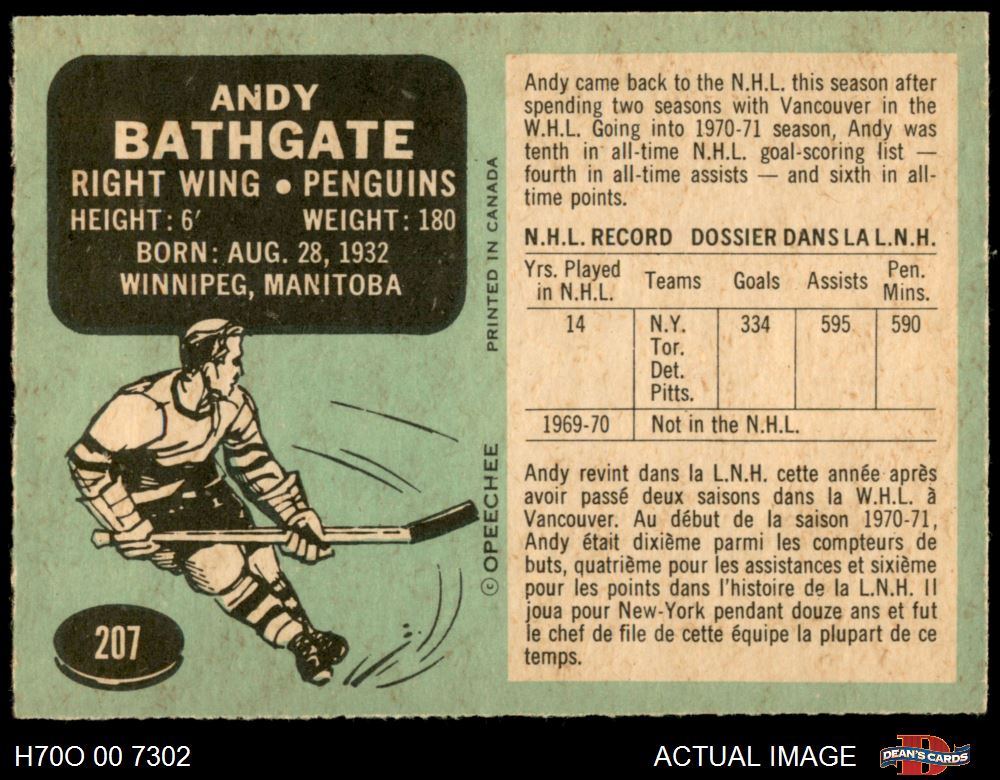 ANDY
BATHGATE
RIGHT WING • PENGUINS
HEIGHT: 6′ WEIGHT: 180
BORN: AUG. 28, 1932
WINNIPEG, MANITOBA
207
PRINTED IN CANADA
© OPEECHEE
Andy came back to the N.H.L. this season after
spending two seasons with Vancouver in the
W.H.L. Going into 1970-71 season, Andy was
tenth in all-time N.H.L. goal-scoring list —
fourth in all-time assists — and sixth in all-
time points.
N.H.L. RECORD DOSSIER DANS LA L.N.H.
Yrs. Played in N.H.L. Teams Goals Assists Pen. Mins.
14 N.Y. 334 595 590
Tor.
Det.
Pitts.
1969-70 Not in the N.H.L.
Andy revint dans la L.N.H. cette année après
avoir passé deux saisons dans la W.H.L. à
Vancouver. Au début de la saison 1970-71,
Andy était dixième parmi les compteurs de
buts, quatrième pour les assistances et sixième
pour les points dans l'histoire de la L.N.H. Il
joua pour New-York pendant douze ans et fut
le chef de file de cette équipe la plupart de ce
temps.
H70O 00 7302
ACTUAL IMAGE
DEAN'S CARDS